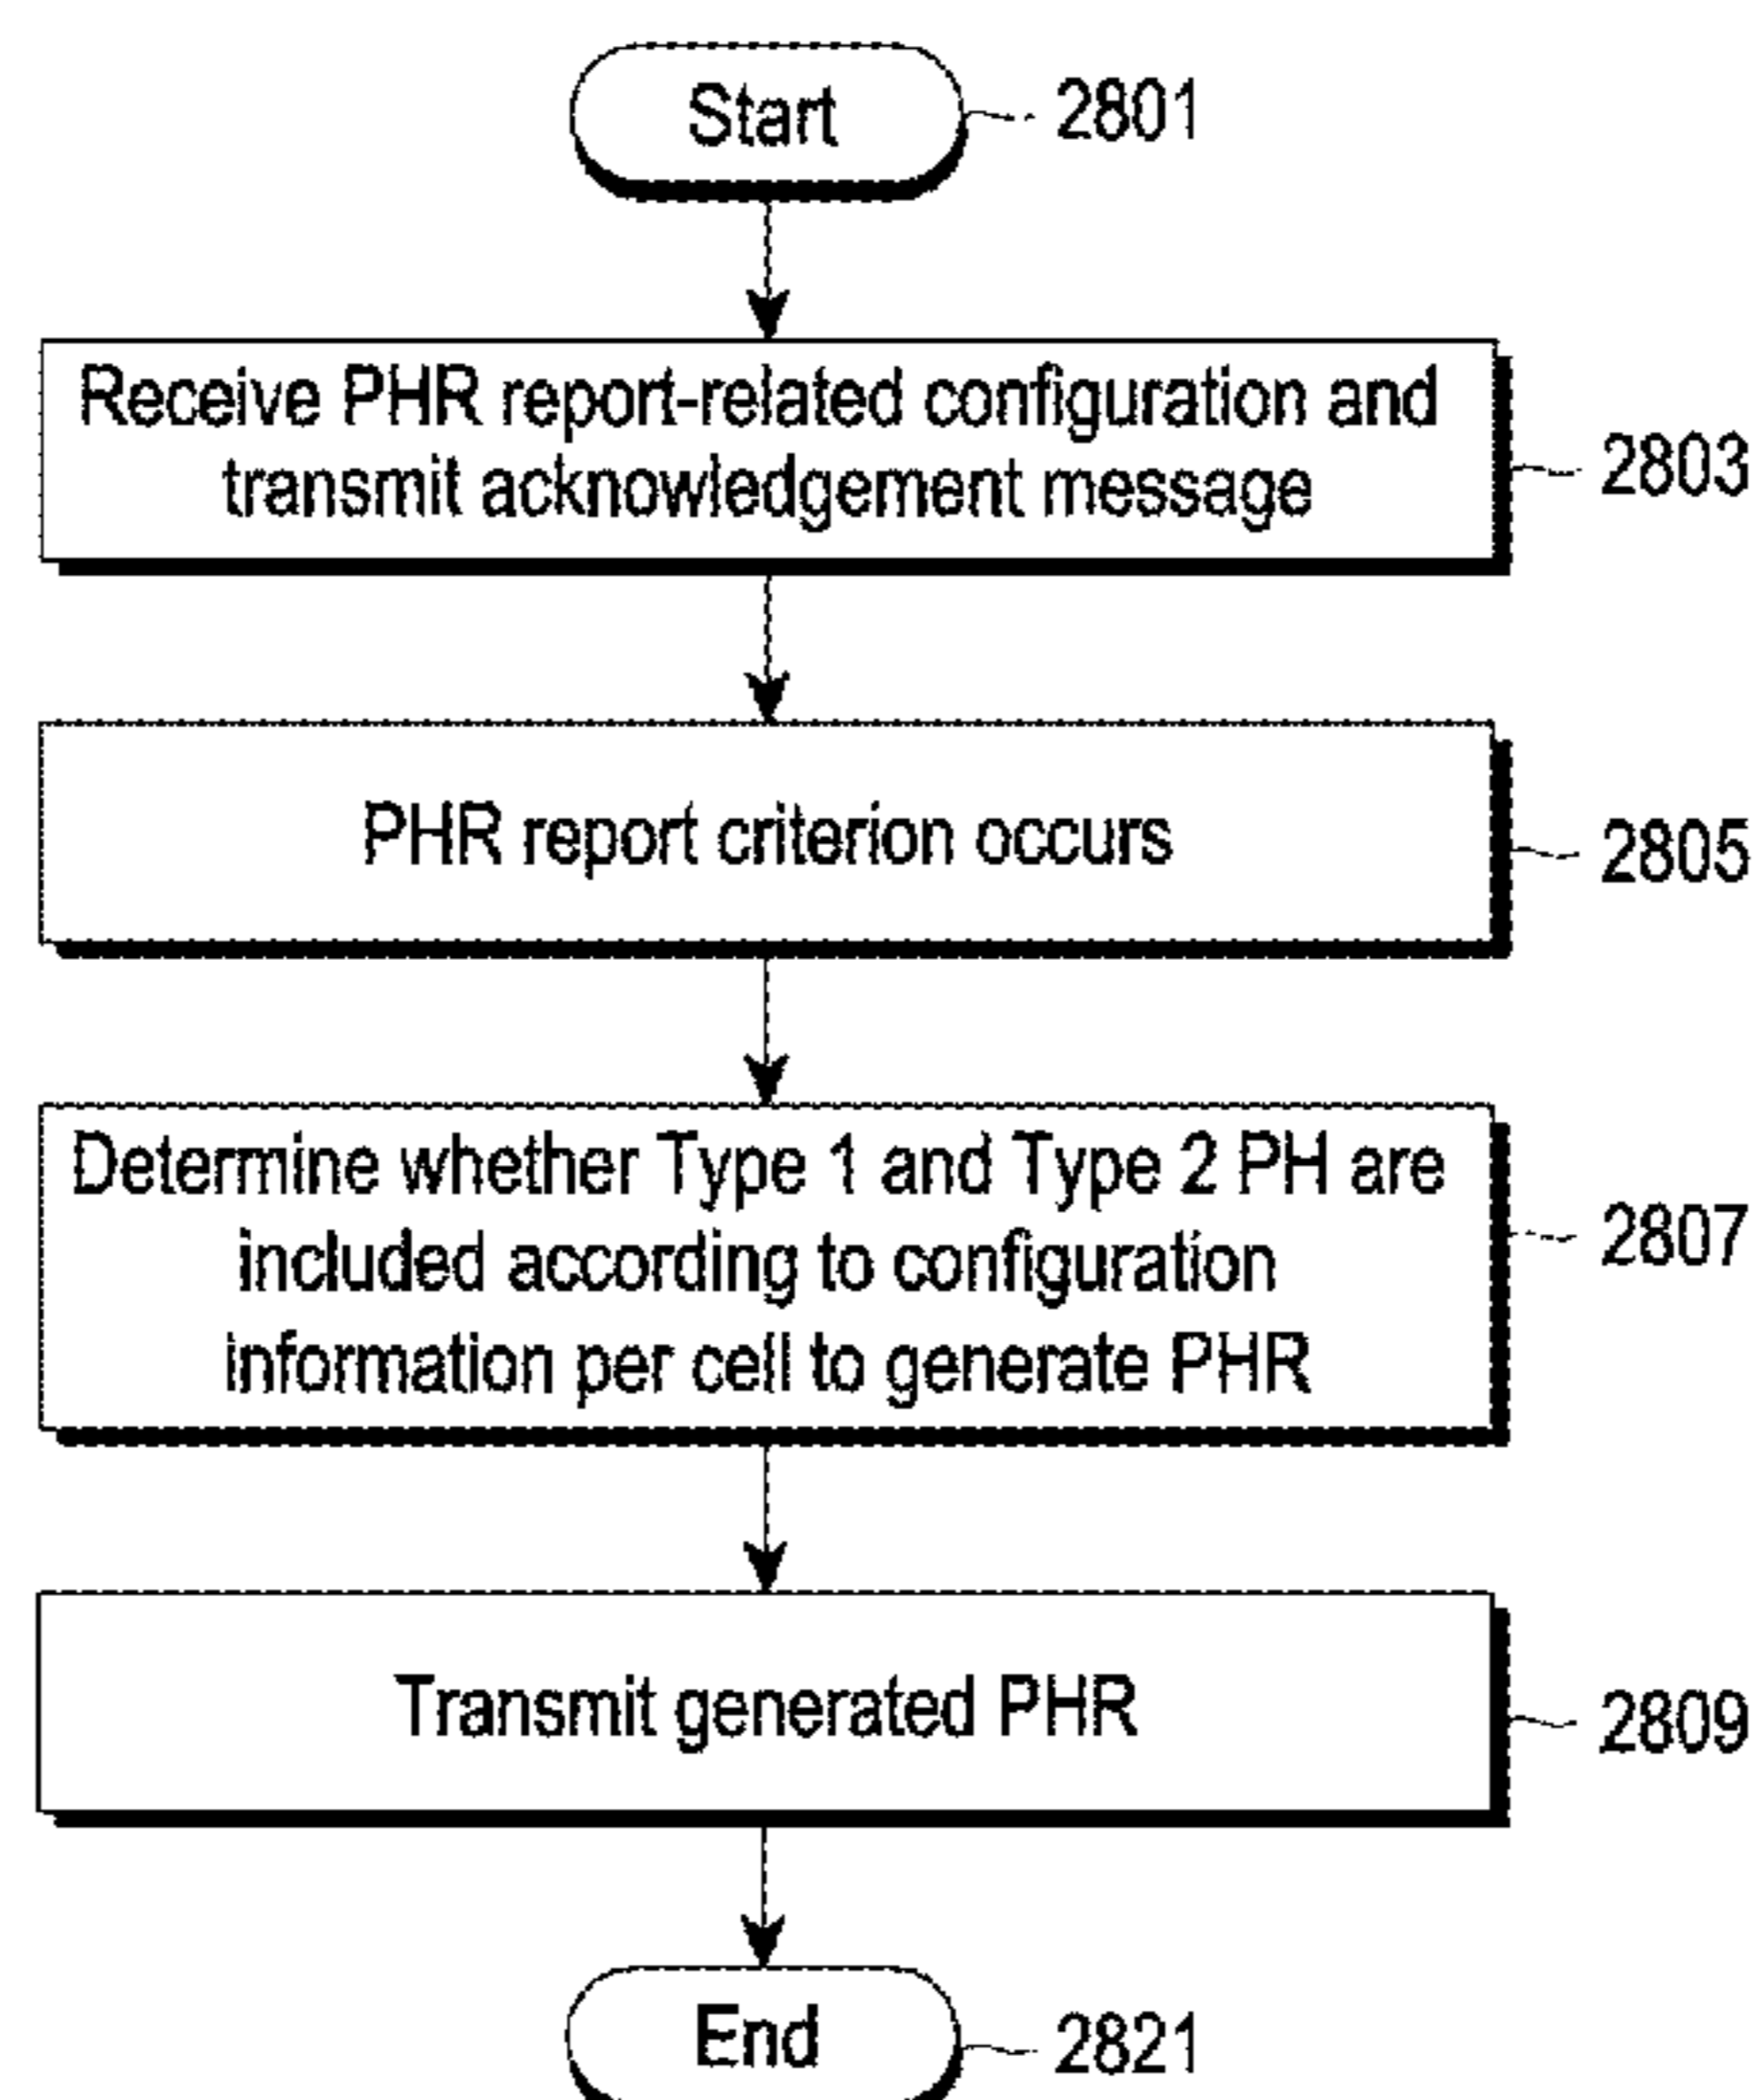 Start
2801
Receive PHR report-related configuration and
transmit acknowledgement message
2803
PHR report criterion occurs
2805
Determine whether Type 1 and Type 2 PH are
included according to configuration
information per cell to generate PHR
2807
Transmit generated PHR
2809
End
2821